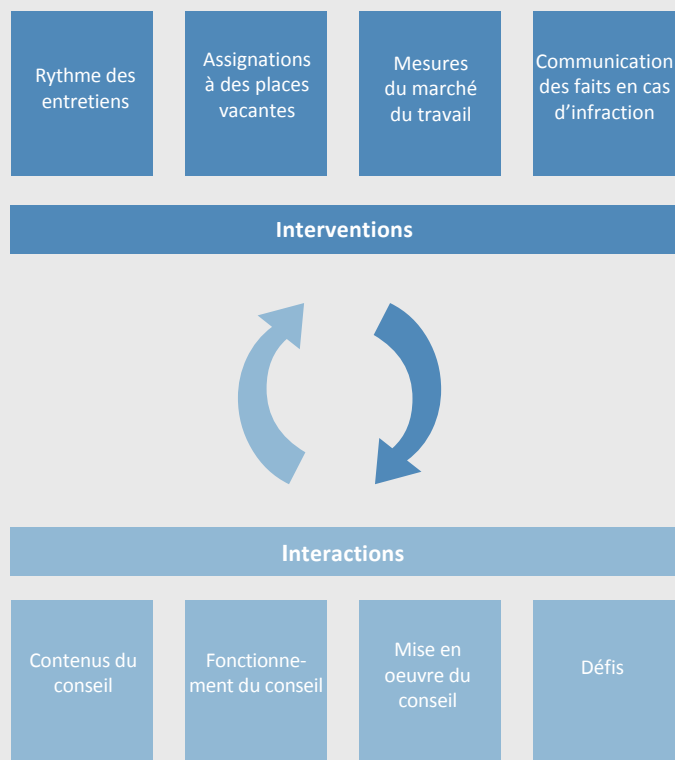 Rythme des
entretiens
Assignations
à des places
vacantes
Mesures
du marché
du travail
Communication
des faits en cas
d'infraction
Interventions
Interactions
Contenus du
conseil
Fonctionne-
ment du conseil
Mise en
oeuvre du
conseil
Défis